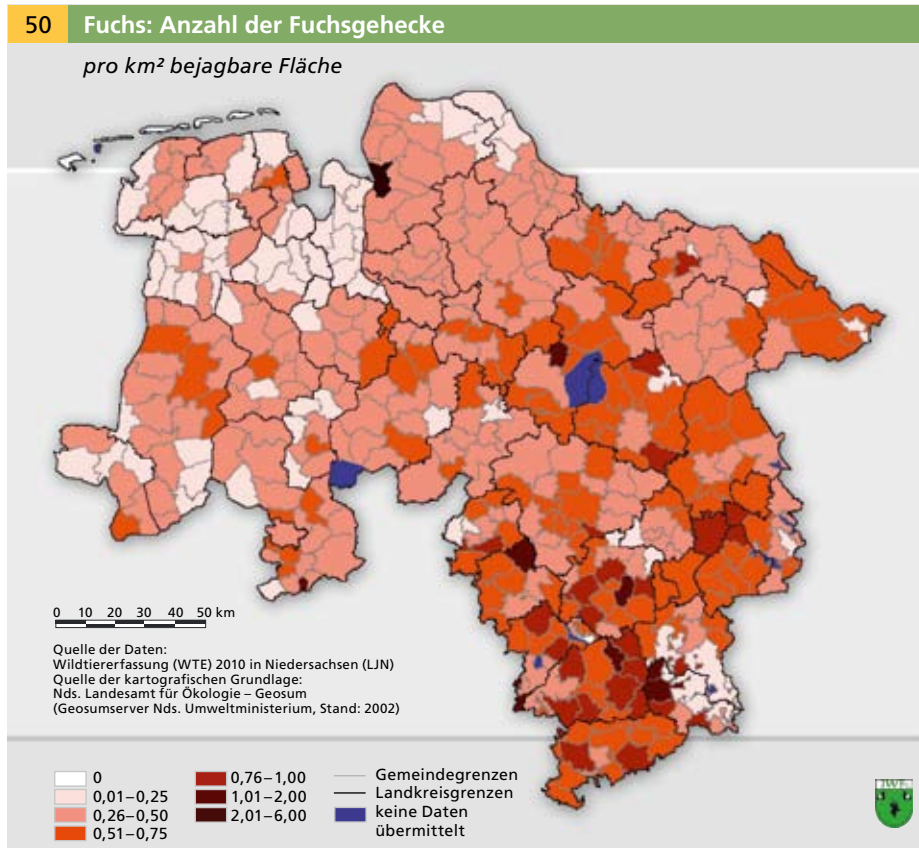 50 Fuchs: Anzahl der Fuchsgehecke
pro km² bejagbare Fläche
0 10 20 30 40 50 km
Quelle der Daten:
Wildtiererfassung (WTE) 2010 in Niedersachsen (LJN)
Quelle der kartografischen Grundlage:
Nds. Landesamt für Ökologie – Geosum
(Geosumserver Nds. Umweltministerium, Stand: 2002)
0
0,01–0,25
0,26–0,50
0,51–0,75
0,76–1,00
1,01–2,00
2,01–6,00
Gemeindegrenzen
Landkreisgrenzen
keine Daten
übermittelt